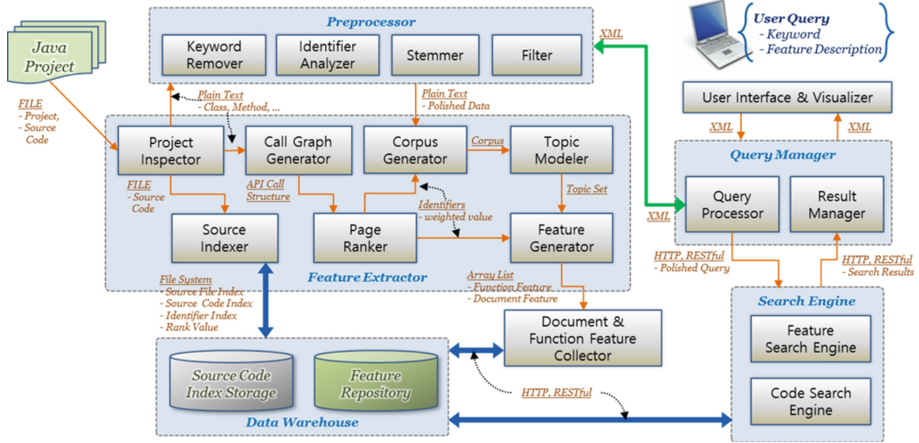 Java
Project
Preprocessor
Keyword
Remover
Identifier
Analyzer
Stemmer
Filter
XML
User Query
- Keyword
- Feature Description
FILE
- Project,
- Source
Code
Plain Text
- Class, Method, ...
Plain Text
- Polished Data
User Interface & Visualizer
XML
XML
Project
Inspector
Call Graph
Generator
Corpus
Generator
Corpus
Topic
Modeler
Query Manager
FILE
- Source
Code
API Call
Structure
Identifiers
- weighted value
Topic Set
Query
Processor
Result
Manager
XML
Source
Indexer
Page
Ranker
Feature
Generator
Feature Extractor
HTTP, RESTful
- Polished Query
HTTP, RESTful
- Search Results
File System
- Source File Index
- Source Code Index
- Identifier Index
- Rank Value
Array List
- Function Feature
- Document Feature
Search Engine
Document &
Function Feature
Collector
Feature
Search Engine
Source Code
Index Storage
Feature
Repository
HTTP, RESTful
Code Search
Engine
Data Warehouse